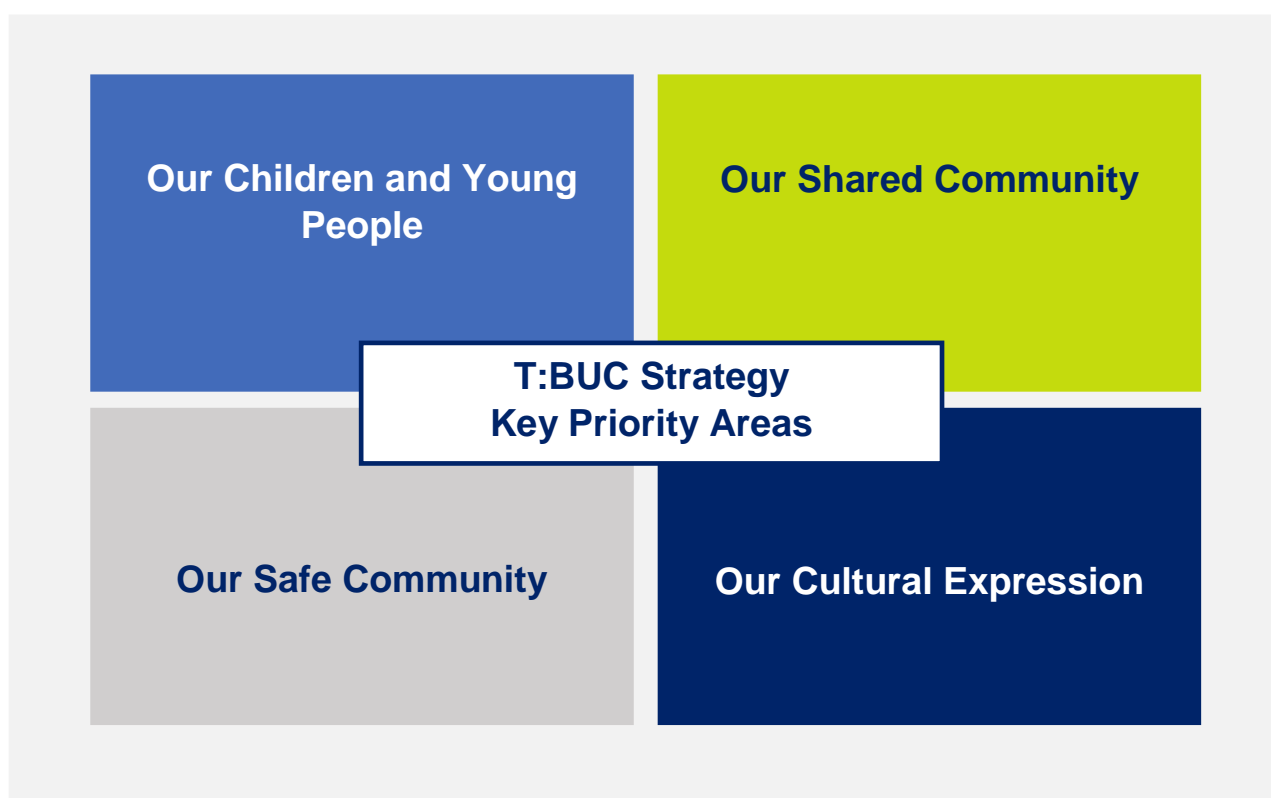 Our Children and Young
People
Our Shared Community
T:BUC Strategy
Key Priority Areas
Our Safe Community
Our Cultural Expression